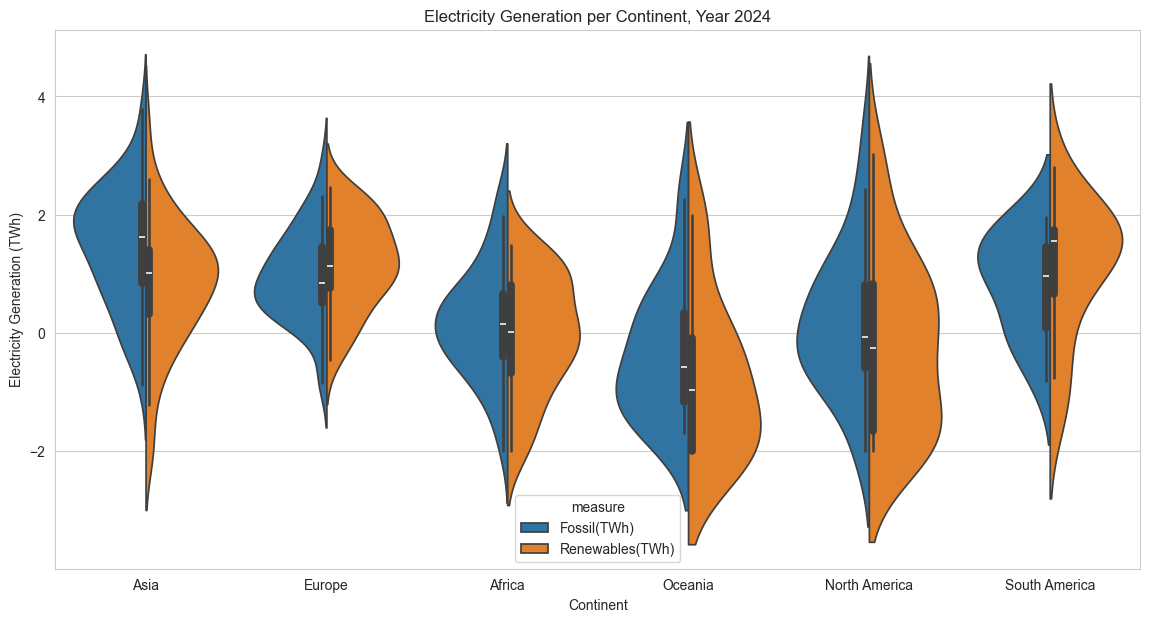 Electricity Generation per Continent, Year 2024
Electricity Generation (TWh)
4
2
0
−2
measure
Fossil(TWh)
Renewables(TWh)
Asia
Europe
Africa
Oceania
North America
South America
Continent